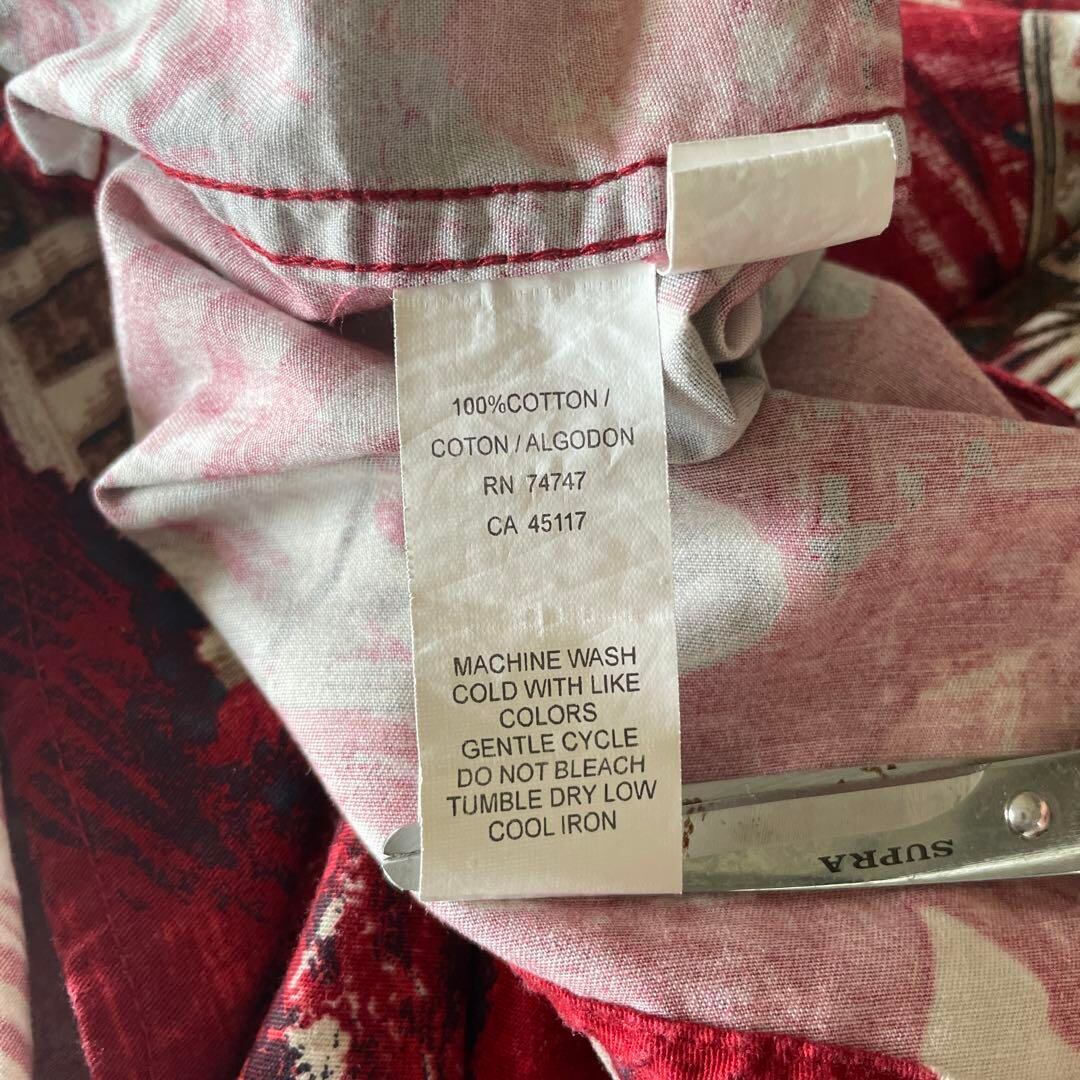 100%COTTON /
COTON / ALGODON
RN 74747
CA 45117
MACHINE WASH
COLD WITH LIKE
COLORS
GENTLE CYCLE
DO NOT BLEACH
TUMBLE DRY LOW
COOL IRON
SUPRA